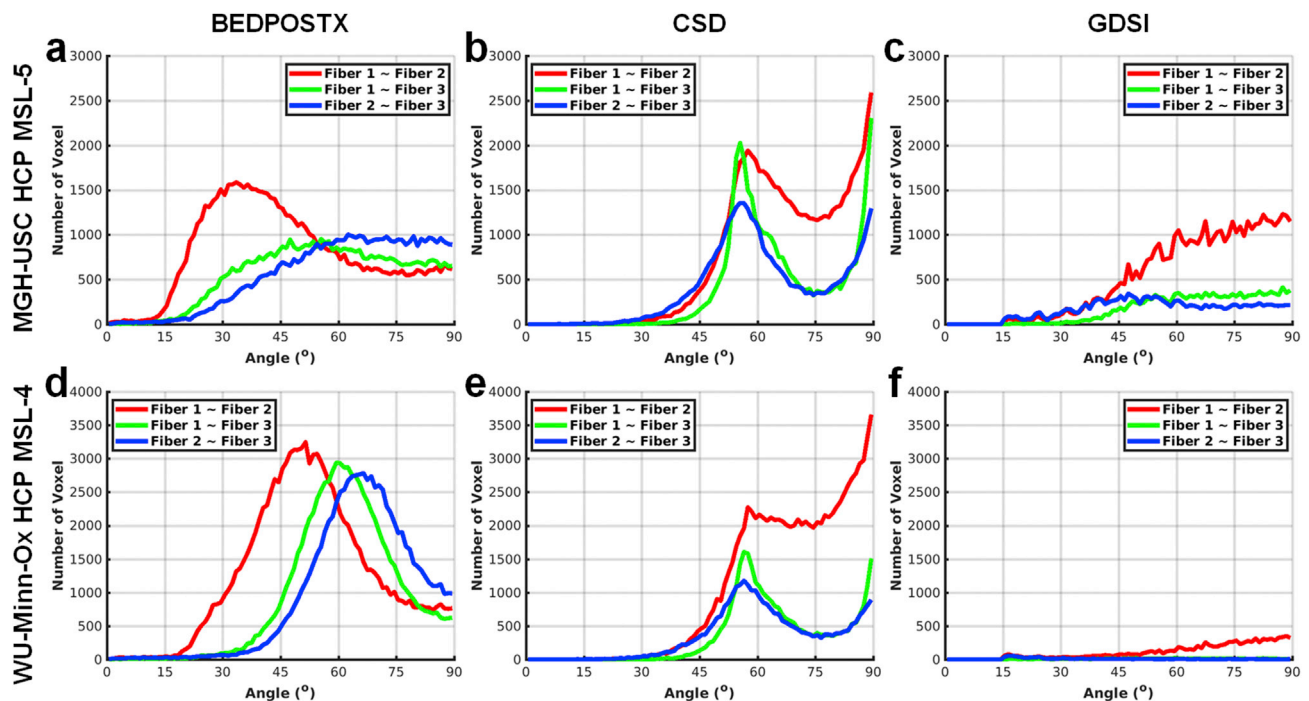 BEDPOSTX
CSD
GDSI
MGH-USC HCP MSL-5
a
3000
2500
2000
1500
1000
500
0
Number of Voxel
Fiber 1 ~ Fiber 2
Fiber 1 ~ Fiber 3
Fiber 2 ~ Fiber 3
0 15 30 45 60 75 90
Angle (°)
b
3000
2500
2000
1500
1000
500
0
Number of Voxel
Fiber 1 ~ Fiber 2
Fiber 1 ~ Fiber 3
Fiber 2 ~ Fiber 3
0 15 30 45 60 75 90
Angle (°)
c
3000
2500
2000
1500
1000
500
0
Number of Voxel
Fiber 1 ~ Fiber 2
Fiber 1 ~ Fiber 3
Fiber 2 ~ Fiber 3
0 15 30 45 60 75 90
Angle (°)
WU-Minn-Ox HCP MSL-4
d
4000
3500
3000
2500
2000
1500
1000
500
0
Number of Voxel
Fiber 1 ~ Fiber 2
Fiber 1 ~ Fiber 3
Fiber 2 ~ Fiber 3
0 15 30 45 60 75 90
Angle (°)
e
4000
3500
3000
2500
2000
1500
1000
500
0
Number of Voxel
Fiber 1 ~ Fiber 2
Fiber 1 ~ Fiber 3
Fiber 2 ~ Fiber 3
0 15 30 45 60 75 90
Angle (°)
f
4000
3500
3000
2500
2000
1500
1000
500
0
Number of Voxel
Fiber 1 ~ Fiber 2
Fiber 1 ~ Fiber 3
Fiber 2 ~ Fiber 3
0 15 30 45 60 75 90
Angle (°)